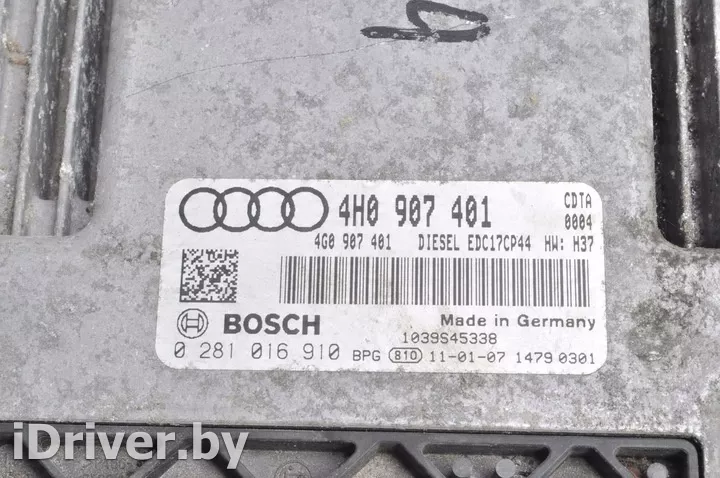 4H0 907 401 CDTA
0004
4G0 907 401 DIESEL EDC17CP44 HW: H37
BOSCH Made in Germany
1039S45338
0 281 016 910 BPG 810 11-01-07 1479 0301
iDriver.by